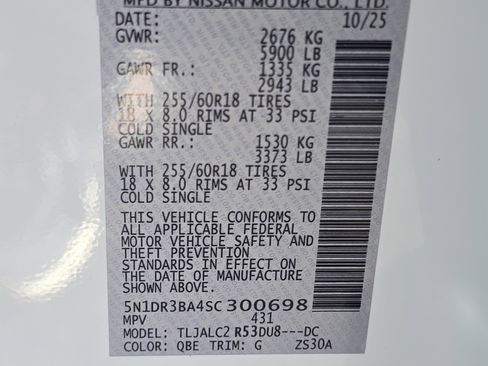 MFD BY NISSAN MOTOR CO., LTD.
DATE: 10/25
GVWR: 2676 KG
5900 LB
GAWR FR.: 1335 KG
2943 LB
WITH 255/60R18 TIRES
18 X 8.0 RIMS AT 33 PSI
COLD SINGLE
GAWR RR.: 1530 KG
3373 LB
WITH 255/60R18 TIRES
18 X 8.0 RIMS AT 33 PSI
COLD SINGLE
THIS VEHICLE CONFORMS TO
ALL APPLICABLE FEDERAL
MOTOR VEHICLE SAFETY AND
THEFT PREVENTION
STANDARDS IN EFFECT ON
THE DATE OF MANUFACTURE
SHOWN ABOVE.
5N1DR3BA4SC300698
MPV 431
MODEL: TLJALC2 R53DU8---DC
COLOR: QBE TRIM: G ZS30A